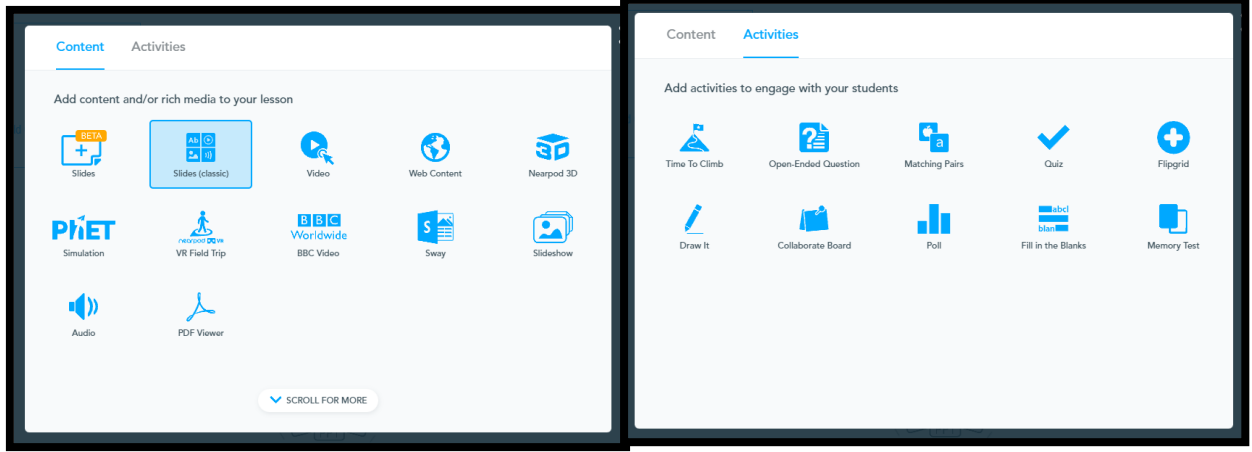 Content Activities
Add content and/or rich media to your lesson
BETA
Ab
Slides Slides (classic) Video Web Content Nearpod 3D
3D
PhET
nearpod VR
BBC
Worldwide
S
Simulation VR Field Trip BBC Video Sway Slideshow
Audio PDF Viewer
SCROLL FOR MORE
Content Activities
Add activities to engage with your students
a
Time To Climb Open-Ended Question Matching Pairs Quiz Flipgrid
abcl
blan
Draw It Collaborate Board Poll Fill in the Blanks Memory Test